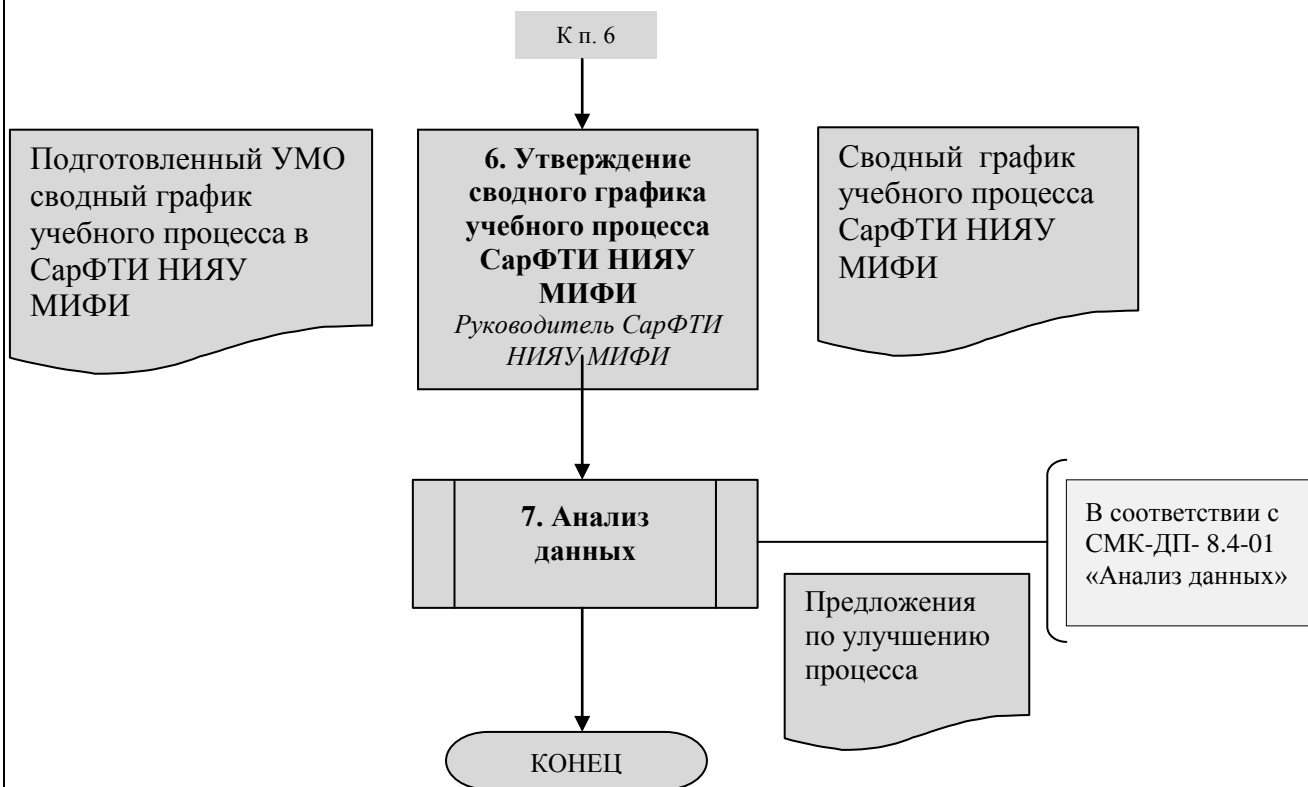 К п. 6
Подготовленный УМО
сводный график
учебного процесса в
СарФТИ НИЯУ
МИФИ
6. Утверждение
сводного графика
учебного процесса
СарФТИ НИЯУ
МИФИ
Руководитель СарФТИ
НИЯУ МИФИ
Сводный график
учебного процесса
СарФТИ НИЯУ
МИФИ
7. Анализ
данных
В соответствии с
СМК-ДП- 8.4-01
«Анализ данных»
Предложения
по улучшению
процесса
КОНЕЦ